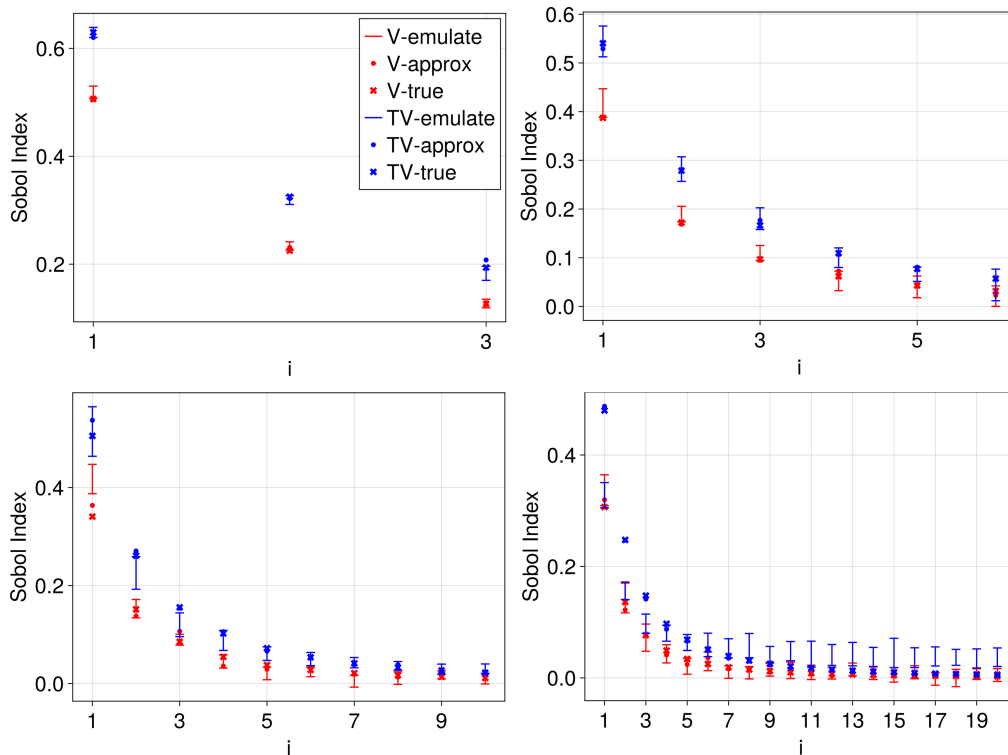 Sobol Index
0.6
0.4
0.2
1
3
i
V-emulate
V-approx
V-true
TV-emulate
TV-approx
TV-true
Sobol Index
0.6
0.5
0.4
0.3
0.2
0.1
0.0
1
3
5
i
Sobol Index
0.4
0.2
0.0
1
3
5
7
9
i
Sobol Index
0.4
0.2
0.0
1
3
5
7
9
11
13
15
17
19
i